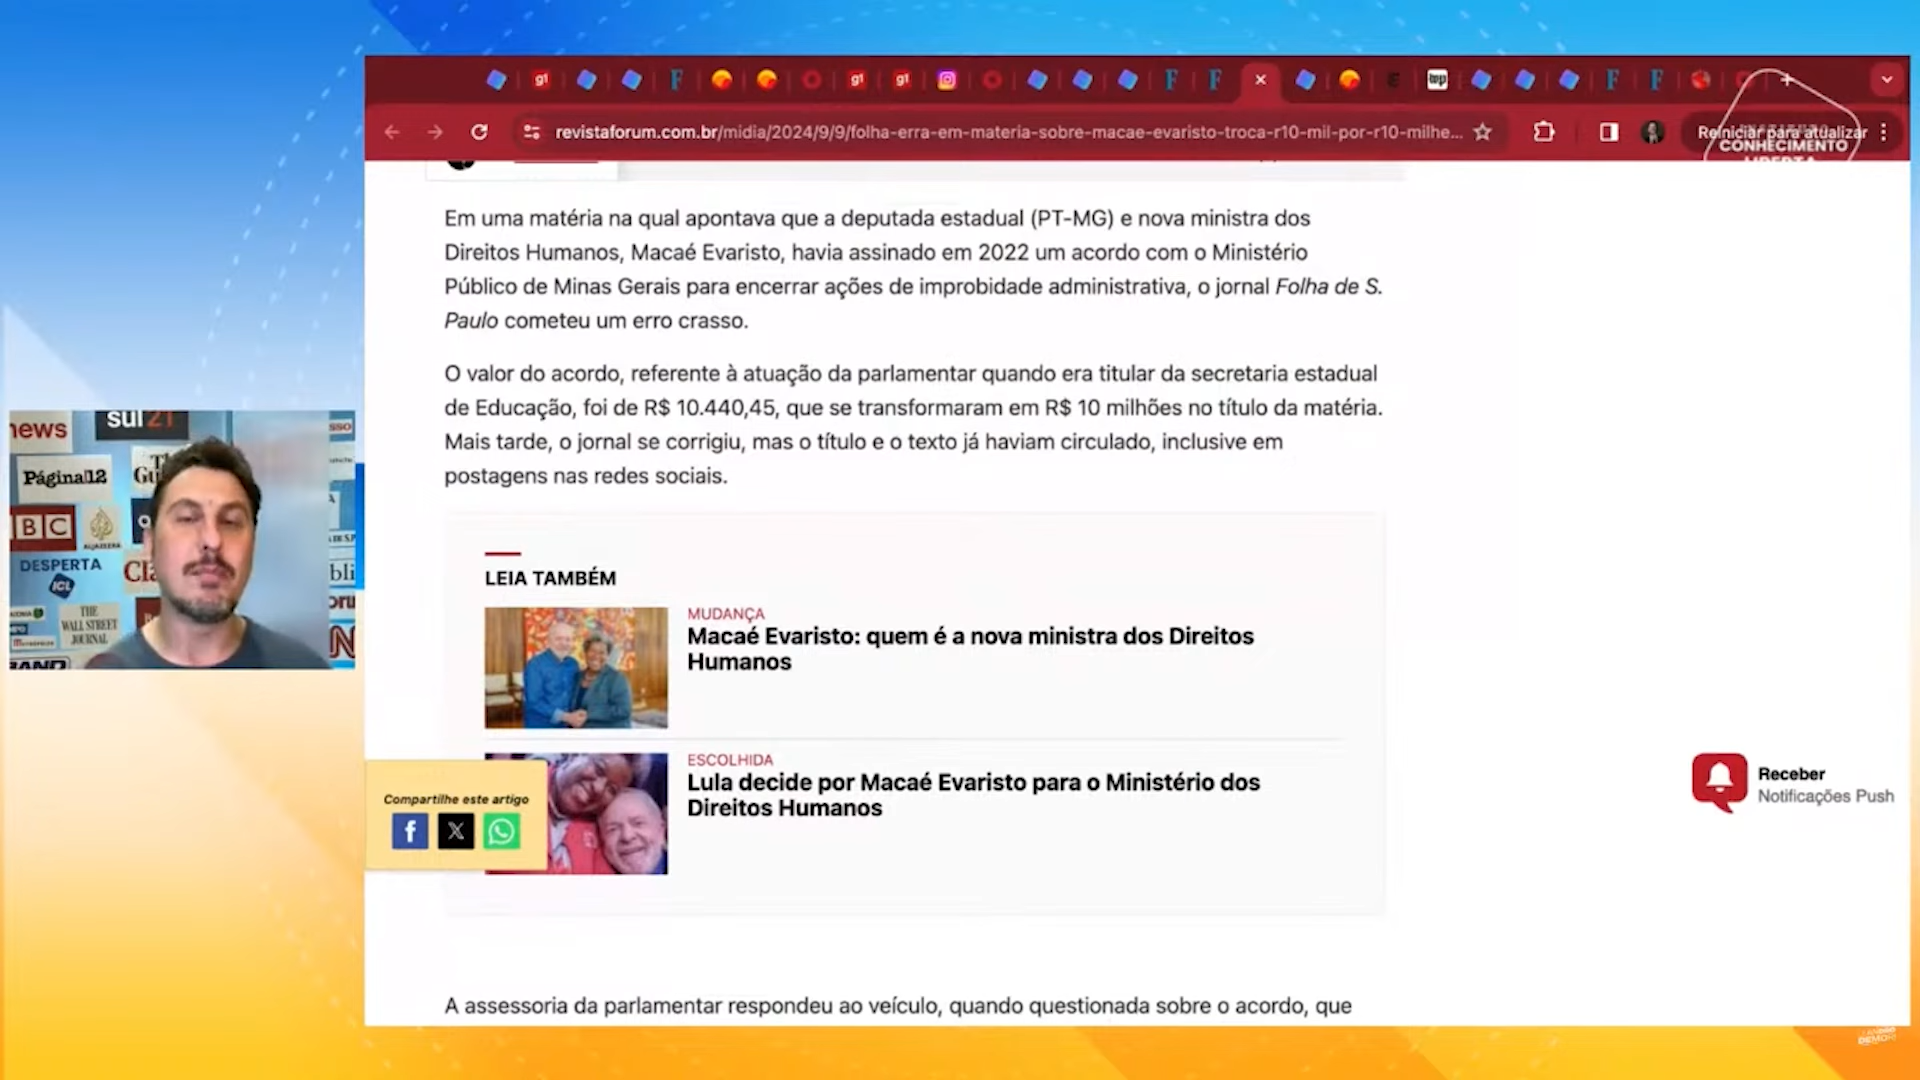 revistaforum.com.br/midia/2024/9/9/folha-erra-em-materia-sobre-macae-evaristo-troca-r10-mil-por-r10-milhe...
Reiniciar para atualizar
CONHECIMENTO
Em uma matéria na qual apontava que a deputada estadual (PT-MG) e nova ministra dos
Direitos Humanos, Macaé Evaristo, havia assinado em 2022 um acordo com o Ministério
Público de Minas Gerais para encerrar ações de improbidade administrativa, o jornal Folha de S.
Paulo cometeu um erro crasso.
O valor do acordo, referente à atuação da parlamentar quando era titular da secretaria estadual
de Educação, foi de R$ 10.440,45, que se transformaram em R$ 10 milhões no título da matéria.
Mais tarde, o jornal se corrigiu, mas o título e o texto já haviam circulado, inclusive em
postagens nas redes sociais.
LEIA TAMBÉM
MUDANÇA
Macaé Evaristo: quem é a nova ministra dos Direitos
Humanos
ESCOLHIDA
Lula decide por Macaé Evaristo para o Ministério dos
Direitos Humanos
Compartilhe este artigo
Receber
Notificações Push
A assessoria da parlamentar respondeu ao veículo, quando questionada sobre o acordo, que
news
sul21
Página12
BBC
ALJAZEERA
DESPERTA
ICL
THE
WALL STREET
JOURNAL